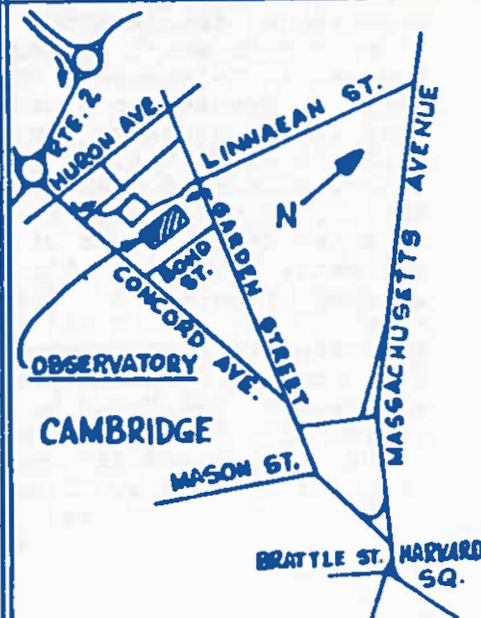 RTE. 2
HURON AVE.
LINNAEAN ST.
MASSACHUSETTS AVENUE
N
GARDEN STREET
BOND
ST.
CONCORD AVE.
OBSERVATORY
CAMBRIDGE
MASON ST.
BRATTLE ST.
HARVARD
SQ.